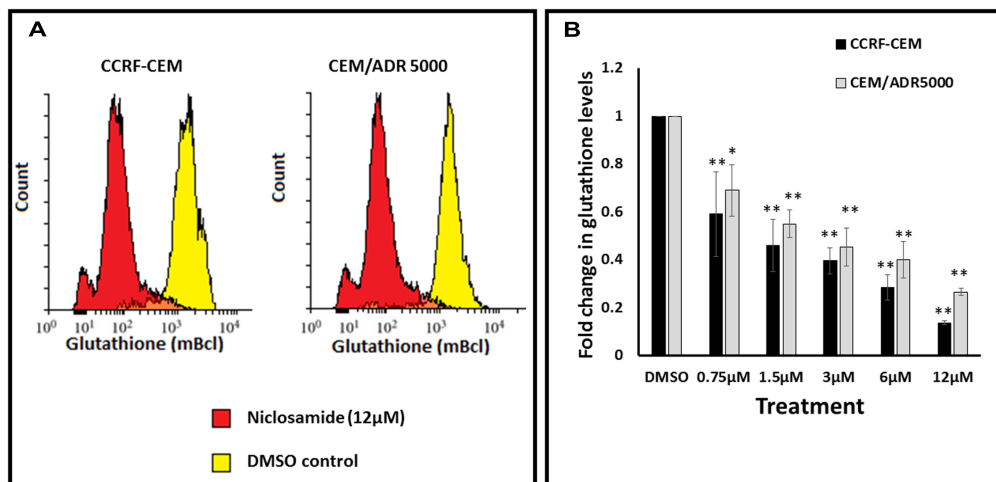 A
CCRF-CEM
CEM/ADR 5000
Count
Count
10⁰ 10¹ 10² 10³ 10⁴
10⁰ 10¹ 10² 10³ 10⁴
Glutathione (mBcl)
Glutathione (mBcl)
Niclosamide (12µM)
DMSO control
B
CCRF-CEM
CEM/ADR5000
Fold change in glutathione levels
1.2
1
0.8
0.6
0.4
0.2
0
** *
** **
** **
** **
** **
DMSO 0.75µM 1.5µM 3µM 6µM 12µM
Treatment